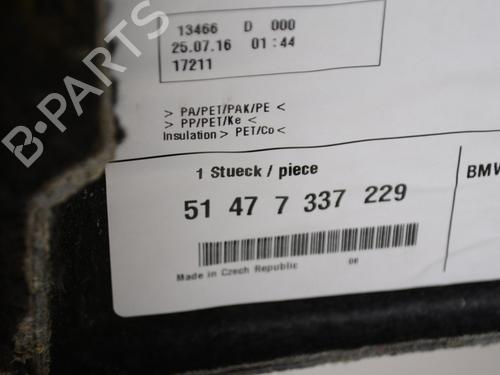 13466 D 000
25.07.16 01:44
17211
> PA/PET/PAK/PE <
> PP/PET/Ke <
Insulation > PET/Co <
1 Stueck / piece
51 47 7 337 229
BMW
Made in Czech Republic 06
B-PARTS